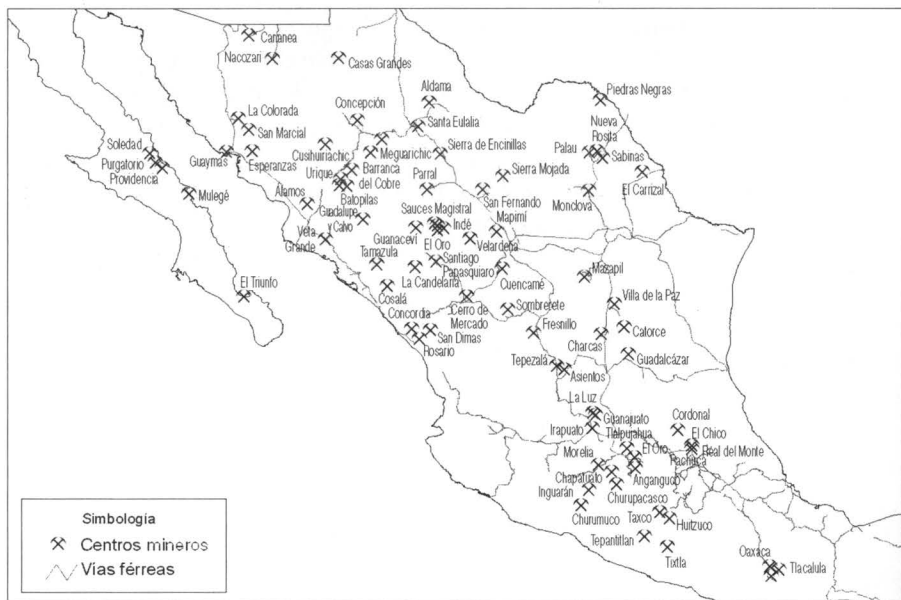 Cananea
Nacozari
Casas Grandes
Aldama
Piedras Negras
La Colorada
Concepción
Santa Eulalia
Nueva
Rosita
San Marcial
Soledad
Cusihuiriachic
Meguarichic
Sierra de Encinillas
Palau
Sabinas
Guaymas
Esperanzas
Purgatorio
Providencia
Urique
Barranca
del Cobre
Sierra Mojada
El Carrizal
Parral
Mulegé
Batopilas
Álamos
San Fernando
Monclova
Guadalupe
y Calvo
Sauces
Magistral
Mapimí
Indé
Veta
Grande
Guanaceví
El Oro
Velardeña
Tamazula
Santiago
Papasquiaro
Cuencamé
Mazapil
El Triunfo
La Candelaria
Cosalá
Villa de la Paz
Concordia
Cerro de
Mercado
Sombrerete
Fresnillo
Catorce
San Dimas
Charcas
Rosario
Guadalcázar
Tepezalá
Asientos
La Luz
Guanajuato
Cordonal
Irapuato
Tlalpujahua
El Chico
El Oro
Real del Monte
Morelia
Pachuca
Chapatuato
Angangueo
Inguarán
Churupacasco
Churumuco
Taxco
Huitzuco
Tepantitlan
Tixtla
Oaxaca
Tlacalula
Simbología
Centros mineros
Vías férreas